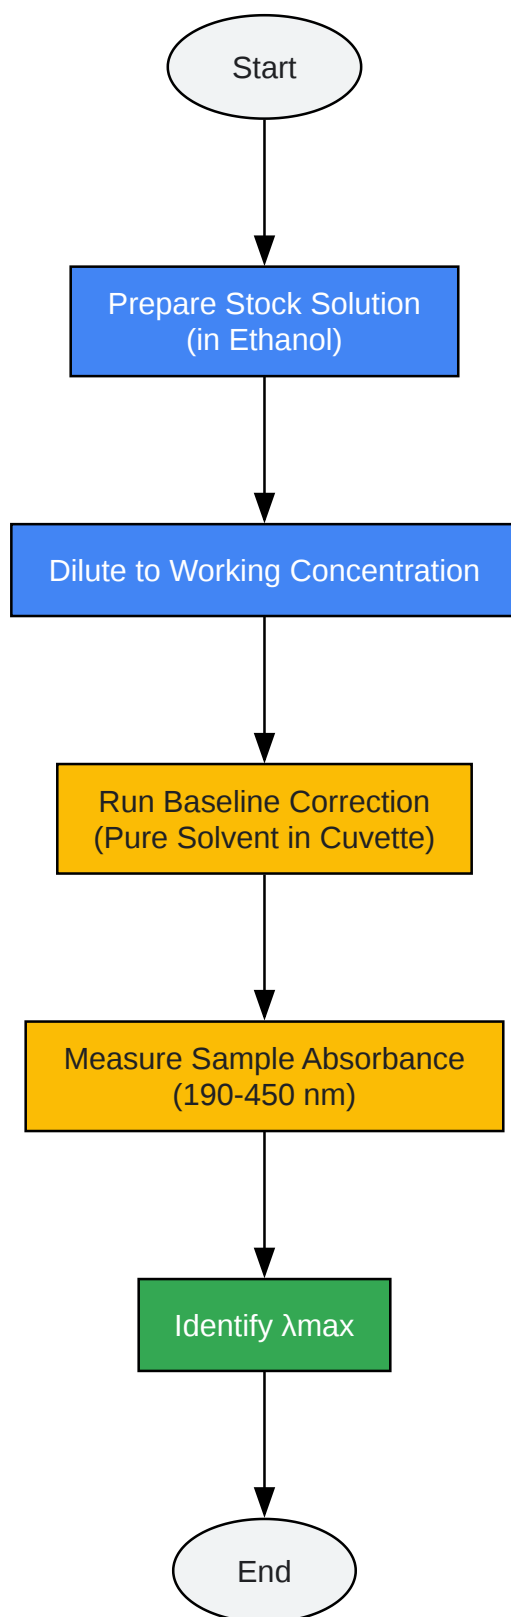 Start
Prepare Stock Solution
(in Ethanol)
Dilute to Working Concentration
Run Baseline Correction
(Pure Solvent in Cuvette)
Measure Sample Absorbance
(190-450 nm)
Identify λmax
End